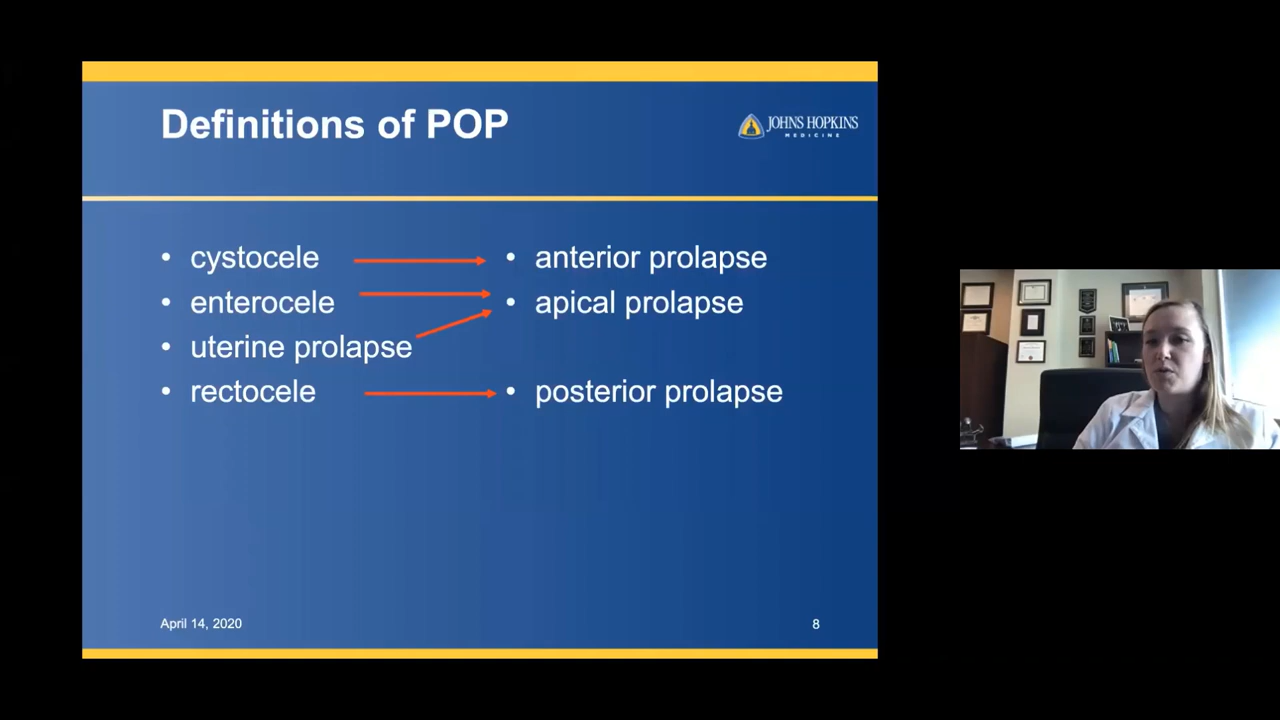 Definitions of POP
JOHNS HOPKINS
MEDICINE
• cystocele
• enterocele
• uterine prolapse
• rectocele
• anterior prolapse
• apical prolapse
• posterior prolapse
April 14, 2020
8